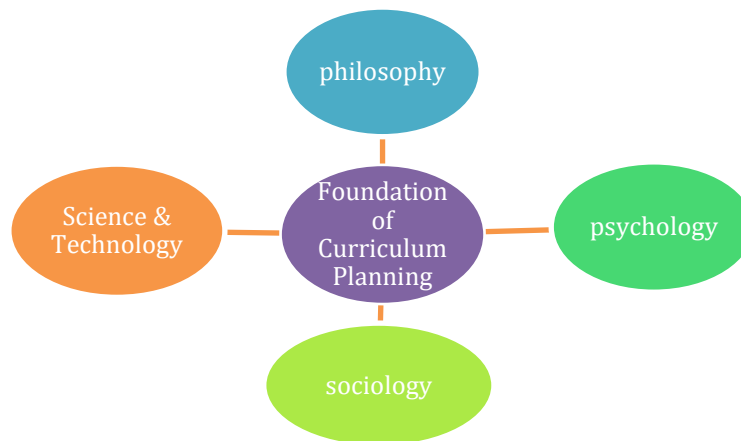 philosophy
Science &
Technology
Foundation
of
Curriculum
Planning
psychology
sociology